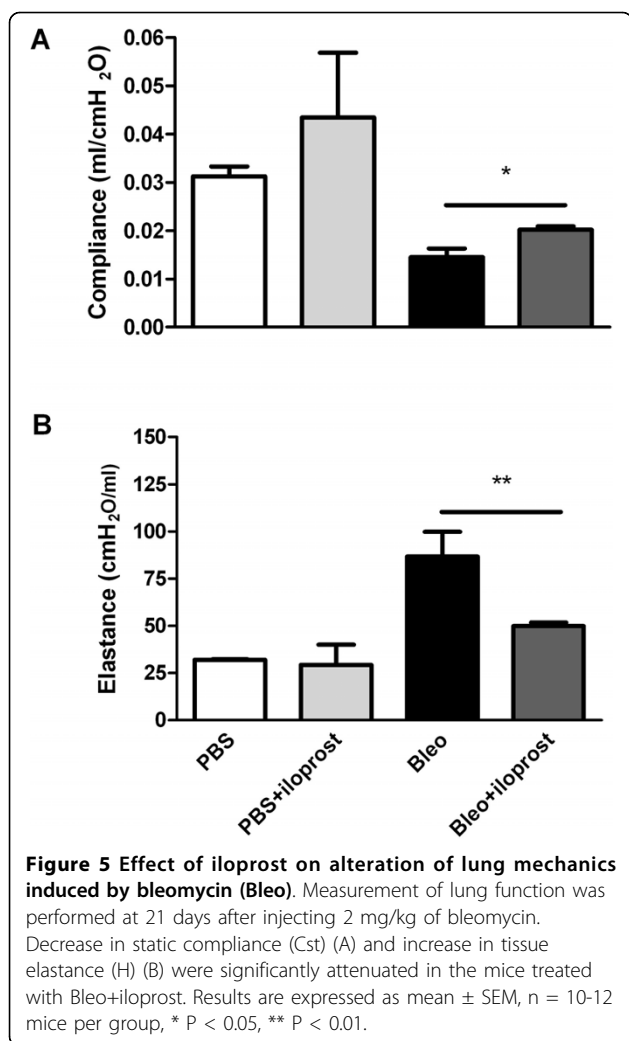 A
Compliance (ml/cmH2O)
0.06
0.05
0.04
0.03
0.02
0.01
0.00
*
B
Elastance (cmH2O/ml)
150
125
100
75
50
25
0
**
PBS
PBS+iloprost
Bleo
Bleo+iloprost
Figure 5 Effect of iloprost on alteration of lung mechanics
induced by bleomycin (Bleo). Measurement of lung function was
performed at 21 days after injecting 2 mg/kg of bleomycin.
Decrease in static compliance (Cst) (A) and increase in tissue
elastance (H) (B) were significantly attenuated in the mice treated
with Bleo+iloprost. Results are expressed as mean ± SEM, n = 10-12
mice per group, * P < 0.05, ** P < 0.01.